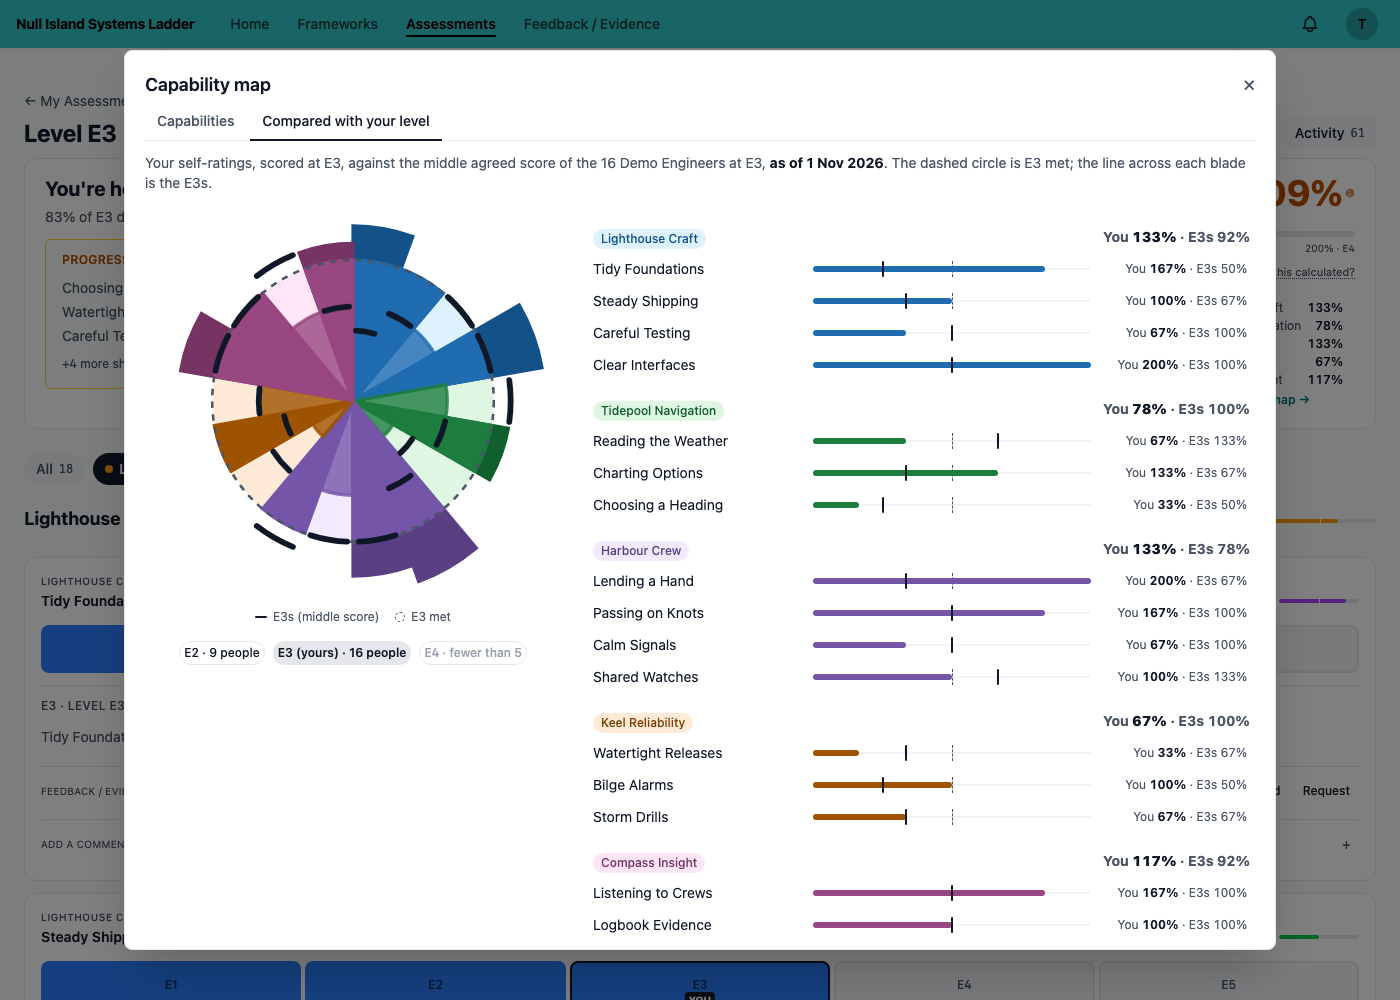 Null Island Systems Ladder
Home
Frameworks
Assessments
Feedback / Evidence
T
← My Assessme
Level E3
Activity 61
You're h
83% of E3 d
PROGRES
Choosing
Watertigh
Careful Te
+4 more sh
09%
200% · E4
this calculated?
ft 133%
ation 78%
133%
67%
t 117%
nap →
All 18
L
Lighthouse
LIGHTHOUSE C
Tidy Founda
E3 · LEVEL E3
Tidy Foundat
FEEDBACK / EVI
d Request
ADD A COMMEN
+
LIGHTHOUSE C
Steady Shipp
E1
E2
E3
YOU
E4
E5
Capability map
×
Capabilities
Compared with your level
Your self-ratings, scored at E3, against the middle agreed score of the 16 Demo Engineers at E3, as of 1 Nov 2026. The dashed circle is E3 met; the line across each blade
is the E3s.
E3s (middle score)
E3 met
E2 · 9 people
E3 (yours) · 16 people
E4 · fewer than 5
Lighthouse Craft
You 133% · E3s 92%
Tidy Foundations
You 167% · E3s 50%
Steady Shipping
You 100% · E3s 67%
Careful Testing
You 67% · E3s 100%
Clear Interfaces
You 200% · E3s 100%
Tidepool Navigation
You 78% · E3s 100%
Reading the Weather
You 67% · E3s 133%
Charting Options
You 133% · E3s 67%
Choosing a Heading
You 33% · E3s 50%
Harbour Crew
You 133% · E3s 78%
Lending a Hand
You 200% · E3s 67%
Passing on Knots
You 167% · E3s 100%
Calm Signals
You 67% · E3s 100%
Shared Watches
You 100% · E3s 133%
Keel Reliability
You 67% · E3s 100%
Watertight Releases
You 33% · E3s 67%
Bilge Alarms
You 100% · E3s 50%
Storm Drills
You 67% · E3s 67%
Compass Insight
You 117% · E3s 92%
Listening to Crews
You 167% · E3s 100%
Logbook Evidence
You 100% · E3s 100%